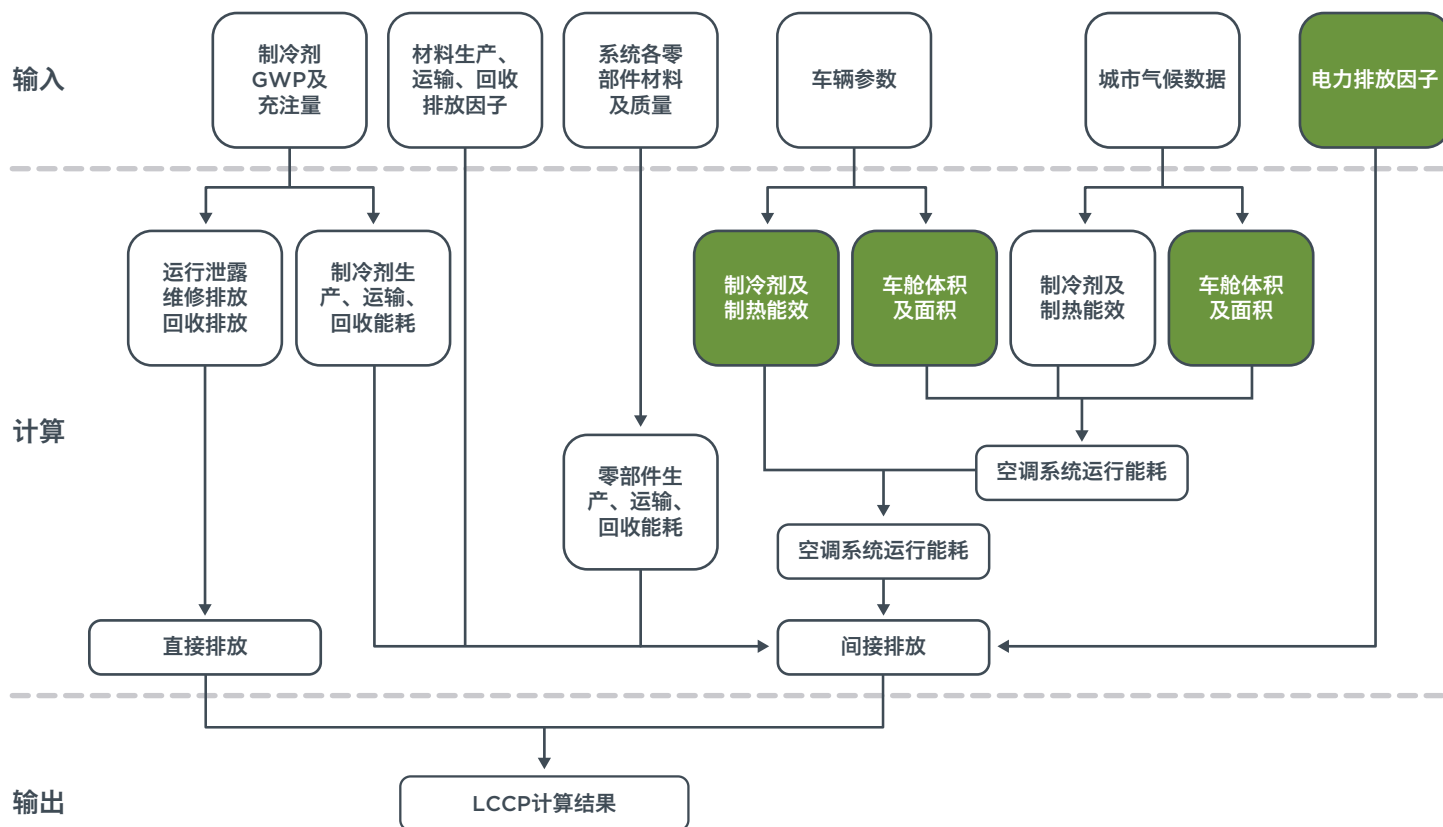 输入
制冷剂
GWP及
充注量
材料生产、
运输、回收
排放因子
系统各零
部件材料
及质量
车辆参数
城市气候数据
电力排放因子
计算
运行泄露
维修排放
回收排放
制冷剂生
产、运输、
回收能耗
制冷剂及
制热能效
车舱体积
及面积
制冷剂及
制热能效
车舱体积
及面积
零部件生
产、运输、
回收能耗
空调系统运行能耗
空调系统运行能耗
直接排放
间接排放
输出
LCCP计算结果